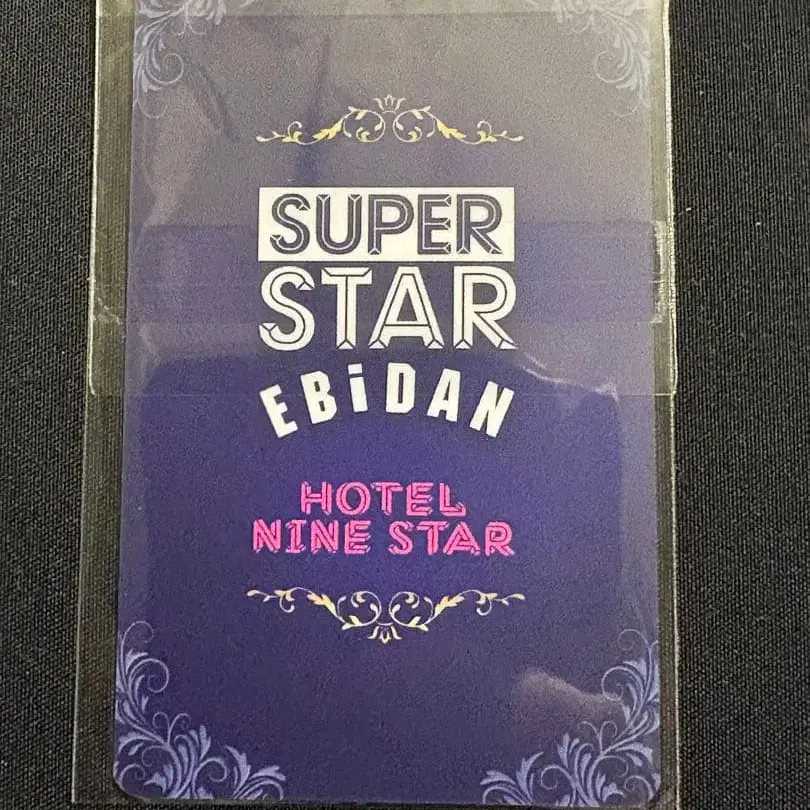 SUPER
STAR
EBiDAN
HOTEL
NINE STAR